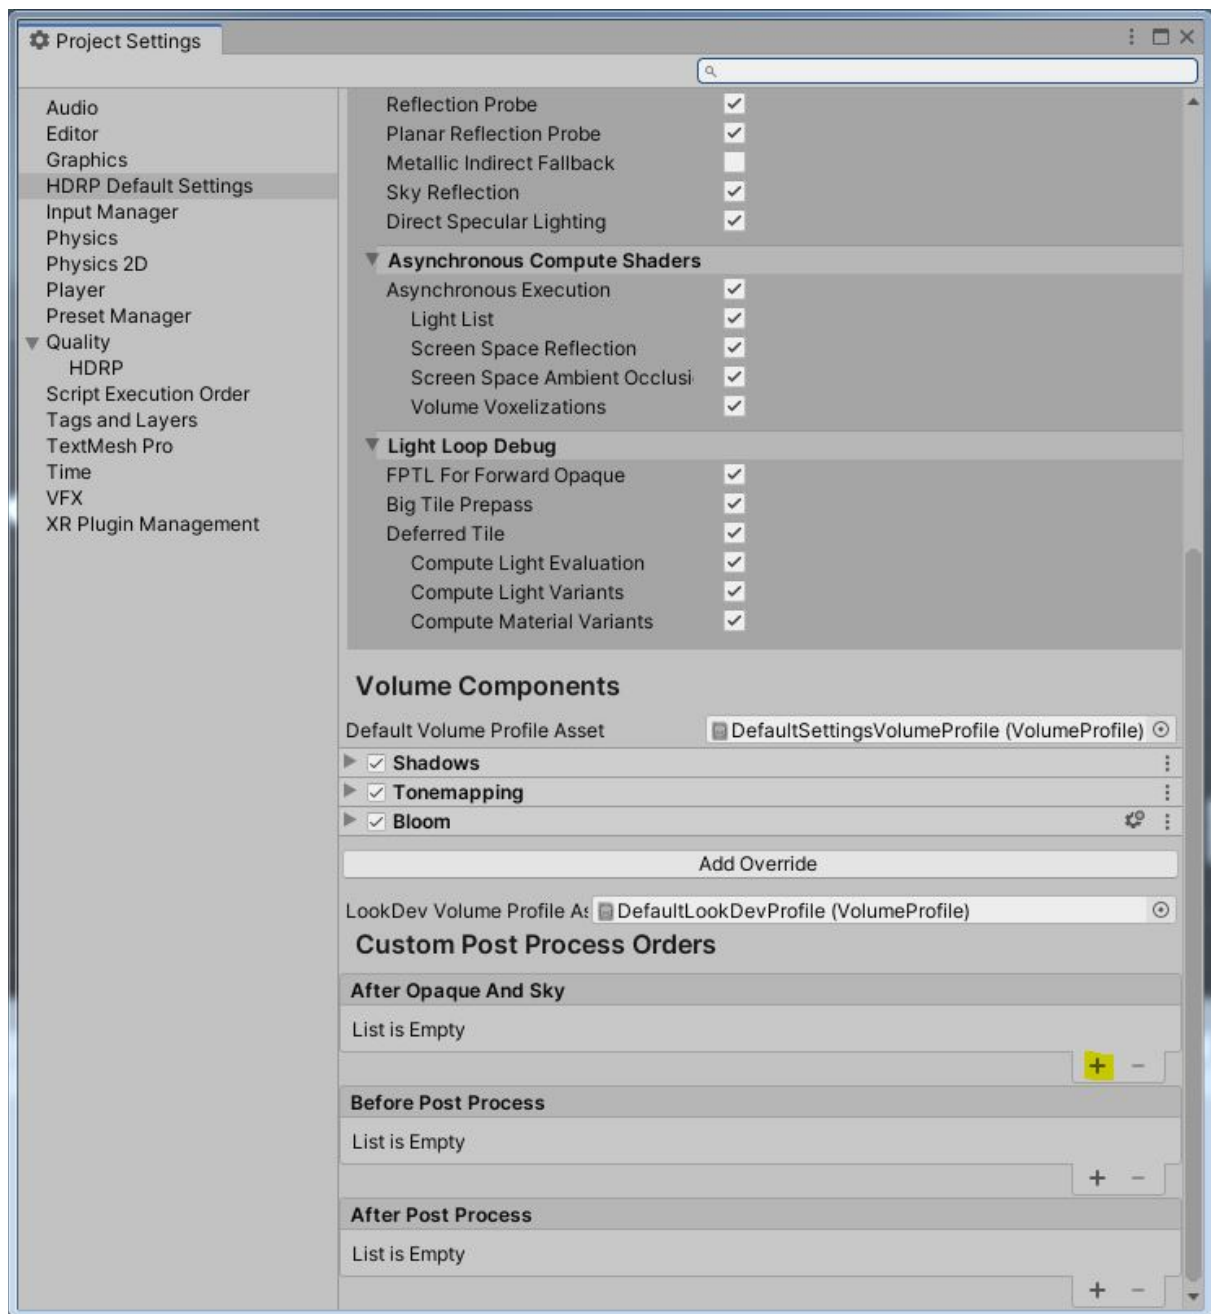 Project Settings
Audio
Editor
Graphics
HDRP Default Settings
Input Manager
Physics
Physics 2D
Player
Preset Manager
Quality
HDRP
Script Execution Order
Tags and Layers
TextMesh Pro
Time
VFX
XR Plugin Management
Reflection Probe
Planar Reflection Probe
Metallic Indirect Fallback
Sky Reflection
Direct Specular Lighting
Asynchronous Compute Shaders
Asynchronous Execution
Light List
Screen Space Reflection
Screen Space Ambient Occlusi
Volume Voxelizations
Light Loop Debug
FPTL For Forward Opaque
Big Tile Prepass
Deferred Tile
Compute Light Evaluation
Compute Light Variants
Compute Material Variants
Volume Components
Default Volume Profile Asset DefaultSettingsVolumeProfile (VolumeProfile)
Shadows
Tonemapping
Bloom
Add Override
LookDev Volume Profile As DefaultLookDevProfile (VolumeProfile)
Custom Post Process Orders
After Opaque And Sky
List is Empty
+ −
Before Post Process
List is Empty
+ −
After Post Process
List is Empty
+ −